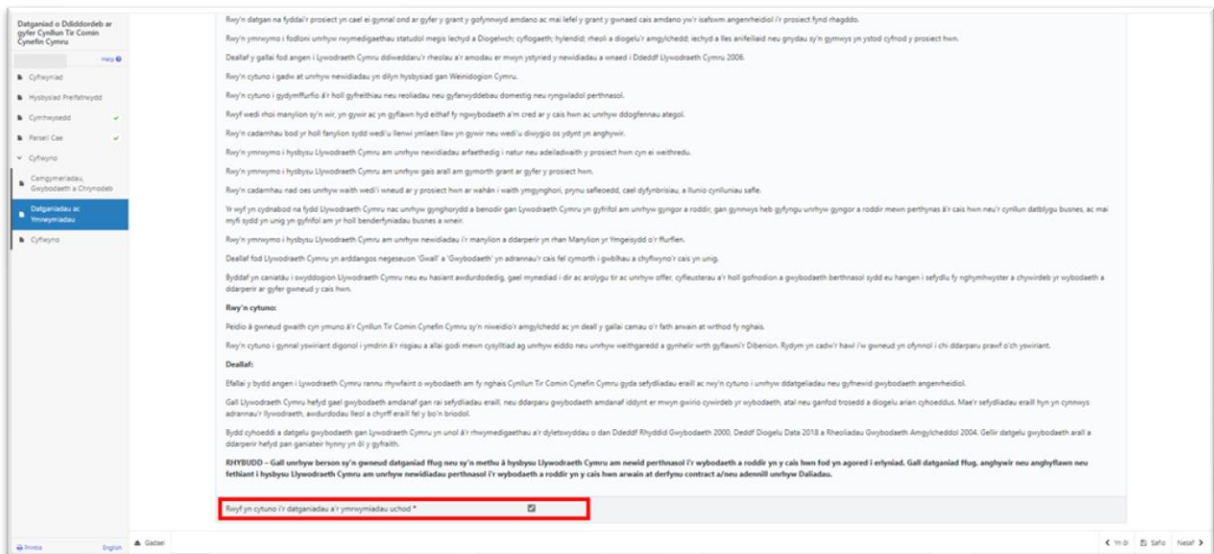 Datganiad o Ddiddordeb ar
gyfer Cynllun Tir Comin
Cynefin Cymru
Help
Cyflwyniad
Hysbysiad Preifatrwydd
Cymhwysedd
Parseli Cae
Cyflwyno
Camgymeriadau,
Gwybodaeth a Chrynodeb
Datganiadau ac
Ymrwymiadau
Cyflwyno
Printio
English
Rwy'n datgan na fyddai'r prosiect yn cael ei gynnal ond ar gyfer y grant y gofynnwyd amdano ac mai lefel y grant y gwnaed cais amdano yw'r isafswm angenrheidiol i'r prosiect fynd rhagddo.
Rwy'n ymrwymo i fodloni unrhyw rwymedigaethau statudol megis Iechyd a Diogelwch; cyflogaeth; hylendid; rheoli a diogelu'r amgylchedd; iechyd a lles anifeiliaid neu gnydau sy'n gymwys yn ystod cyfnod y prosiect hwn.
Deallaf y gallai fod angen i Lywodraeth Cymru ddiweddaru'r rheolau a'r amodau er mwyn ystyried y newidiadau a wnaed i Ddeddf Llywodraeth Cymru 2006.
Rwy'n cytuno i gadw at unrhyw newidiadau yn dilyn hysbysiad gan Weinidogion Cymru.
Rwy'n cytuno i gydymffurfio â'r holl gyfreithiau neu reoliadau neu gyfarwyddebau domestig neu ryngwladol perthnasol.
Rwyf wedi rhoi manylion sy'n wir, yn gywir ac yn gyflawn hyd eithaf fy ngwybodaeth a'm cred ar y cais hwn ac unrhyw ddogfennau ategol.
Rwy'n cadarnhau bod yr holl fanylion sydd wedi'u llenwi ymlaen llaw yn gywir neu wedi'u diwygio os ydynt yn anghywir.
Rwy'n ymrwymo i hysbysu Llywodraeth Cymru am unrhyw newidiadau arfaethedig i natur neu adeiladwaith y prosiect hwn cyn ei weithredu.
Rwy'n ymrwymo i hysbysu Llywodraeth Cymru am unrhyw gais arall am gymorth grant ar gyfer y prosiect hwn.
Rwy'n cadarnhau nad oes unrhyw waith wedi'i wneud ar y prosiect hwn ar wahân i waith ymgynghori, prynu safleoedd, cael dyfynbrisiau, a llunio cynlluniau safle.
Yr wyf yn cydnabod na fydd Llywodraeth Cymru nac unrhyw gynghorydd a benodir gan Lywodraeth Cymru yn gyfrifol am unrhyw gyngor a roddir, gan gynnwys heb gyfyngu unrhyw gyngor a roddir mewn perthynas â'r cais hwn neu'r cynllun datblygu busnes, ac mai
myfi sydd yn unig yn gyfrifol am yr holl benderfyniadau busnes a wneir.
Rwy'n ymrwymo i hysbysu Llywodraeth Cymru am unrhyw newidiadau i'r manylion a ddarperir yn rhan Manylion yr Ymgeisydd o'r ffurflen.
Deallaf fod Llywodraeth Cymru yn arddangos negeseuon 'Gwall' a 'Gwybodaeth' yn adrannau'r cais fel cymorth i gwblhau a chyflwyno'r cais yn unig.
Byddaf yn caniatáu i swyddogion Llywodraeth Cymru neu eu hasiant awdurdodedig, gael mynediad i dir ac arolygu tir ac unrhyw offer, cyfleusterau a'r holl gofnodion a gwybodaeth berthnasol sydd eu hangen i sefydlu fy nghymhwyster a chywirdeb yr wybodaeth a
ddarperir ar gyfer gwneud y cais hwn.
Rwy'n cytuno:
Peidio â gwneud gwaith cyn ymuno â'r Cynllun Tir Comin Cynefin Cymru sy'n niweidio'r amgylchedd ac yn deall y gallai camau o'r fath arwain at wrthod fy nghais.
Rwy'n cytuno i gynnal yswiriant digonol i ymdrin â'r risgiau a allai godi mewn cysylltiad ag unrhyw eiddo neu unrhyw weithgaredd a gynhelir wrth gyflawni'r Dibenion. Rydym yn cadw'r hawl i'w gwneud yn ofynnol i chi ddarparu prawf o'ch yswiriant.
Deallaf:
Efallai y bydd angen i Lywodraeth Cymru rannu rhywfaint o wybodaeth am fy nghais Cynllun Tir Comin Cynefin Cymru gyda sefydliadau eraill ac rwy'n cytuno i unrhyw ddatgeliadau neu gyfnewid gwybodaeth angenrheidiol.
Gall Llywodraeth Cymru hefyd gael gwybodaeth amdanaf gan rai sefydliadau eraill, neu ddarparu gwybodaeth amdanaf iddynt er mwyn gwirio cywirdeb yr wybodaeth, atal neu ganfod trosedd a diogelu arian cyhoeddus. Mae'r sefydliadau eraill hyn yn cynnwys
adrannau'r llywodraeth, awdurdodau lleol a chyrff eraill fel y bo'n briodol.
Bydd cyhoeddi a datgelu gwybodaeth gan Lywodraeth Cymru yn unol â'r rhwymedigaethau a'r dyletswyddau o dan Ddeddf Rhyddid Gwybodaeth 2000, Deddf Diogelu Data 2018 a Rheoliadau Gwybodaeth Amgylcheddol 2004. Gellir datgelu gwybodaeth arall a
ddarperir hefyd pan ganiateir hynny yn ôl y gyfraith.
RHYBUDD – Gall unrhyw berson sy'n gwneud datganiad ffug neu sy'n methu â hysbysu Llywodraeth Cymru am newid perthnasol i'r wybodaeth a roddir yn y cais hwn fod yn agored i erlyniad. Gall datganiad ffug, anghywir neu anghyflawn neu
fethiant i hysbysu Llywodraeth Cymru am unrhyw newidiadau perthnasol i'r wybodaeth a roddir yn y cais hwn arwain at derfynu contract a/neu adennill unrhyw Daliadau.
Rwyf yn cytuno i'r datganiadau a'r ymrwymiadau uchod *
Gadael
Yn ôl
Safio
Nesaf